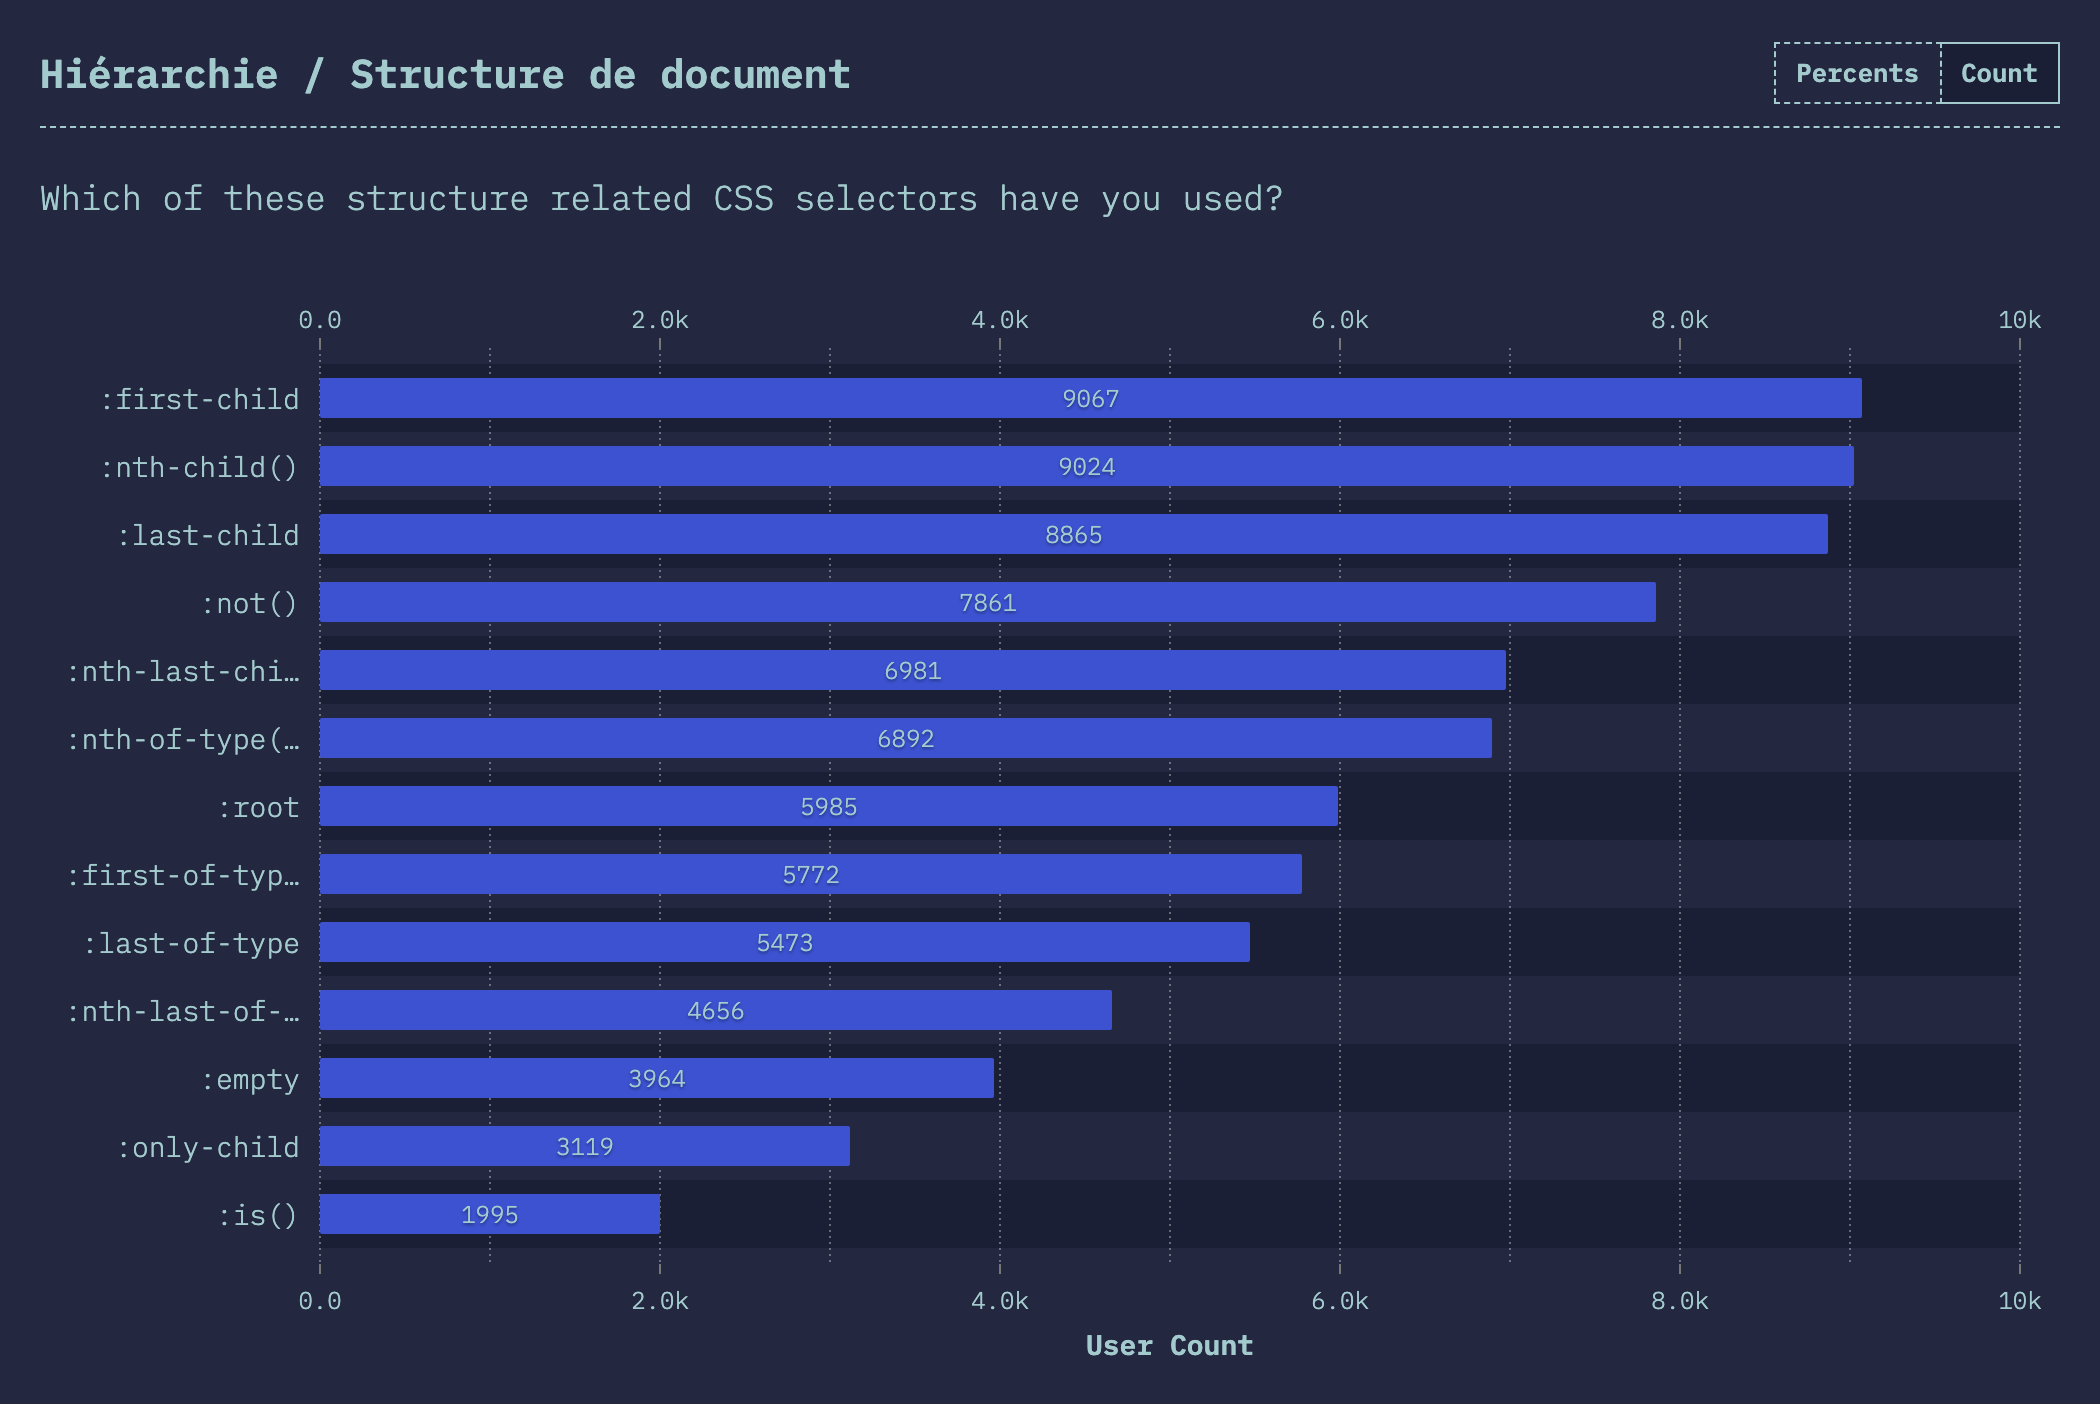 Hiérarchie / Structure de document
Percents Count
Which of these structure related CSS selectors have you used?
0.0 2.0k 4.0k 6.0k 8.0k 10k
:first-child 9067
:nth-child() 9024
:last-child 8865
:not() 7861
:nth-last-chi… 6981
:nth-of-type(… 6892
:root 5985
:first-of-typ… 5772
:last-of-type 5473
:nth-last-of-… 4656
:empty 3964
:only-child 3119
:is() 1995
0.0 2.0k 4.0k 6.0k 8.0k 10k
User Count